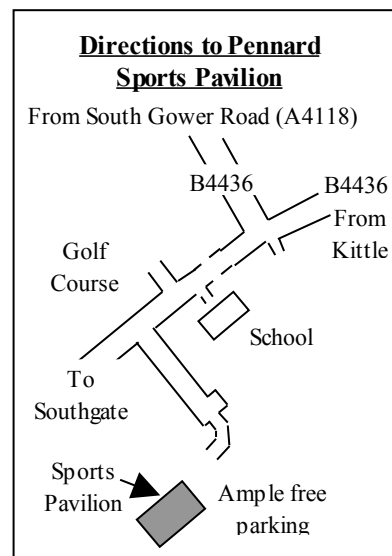 Directions to Pennard
Sports Pavilion
From South Gower Road (A4118)
B4436
B4436
From
Kittle
Golf
Course
School
To
Southgate
Sports
Pavilion
Ample free
parking